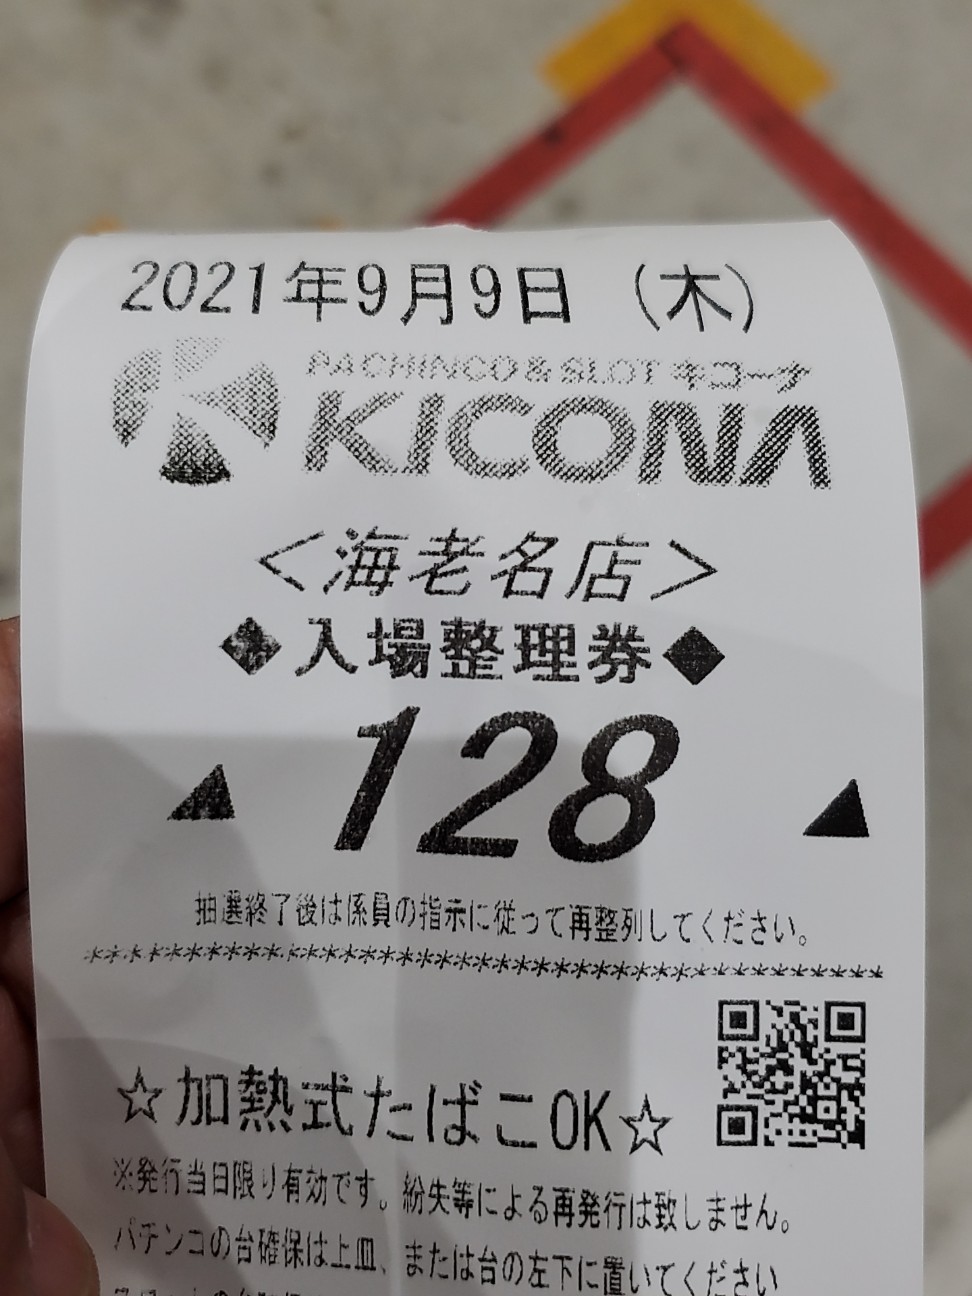 2021年9月9日 (木)
PACHINCO&SLOT キコーナ
KICONA
<海老名店>
◆入場整理券◆
▲ 128 ▲
抽選終了後は係員の指示に従って再整列してください。
**********************************************
☆加熱式たばこOK☆
※発行当日限り有効です。紛失等による再発行は致しません。
パチンコの台確保は上皿、または台の左下に置いてください